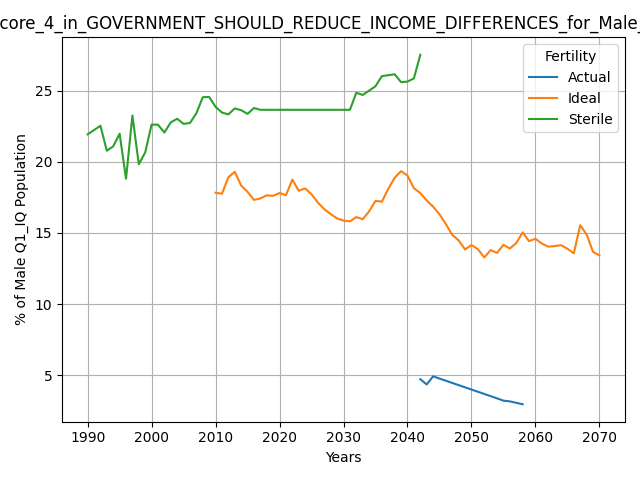 core_4_in_GOVERNMENT_SHOULD_REDUCE_INCOME_DIFFERENCES_for_Male_
Fertility
Actual
Ideal
Sterile
% of Male Q1_IQ Population
25
20
15
10
5
1990 2000 2010 2020 2030 2040 2050 2060 2070
Years